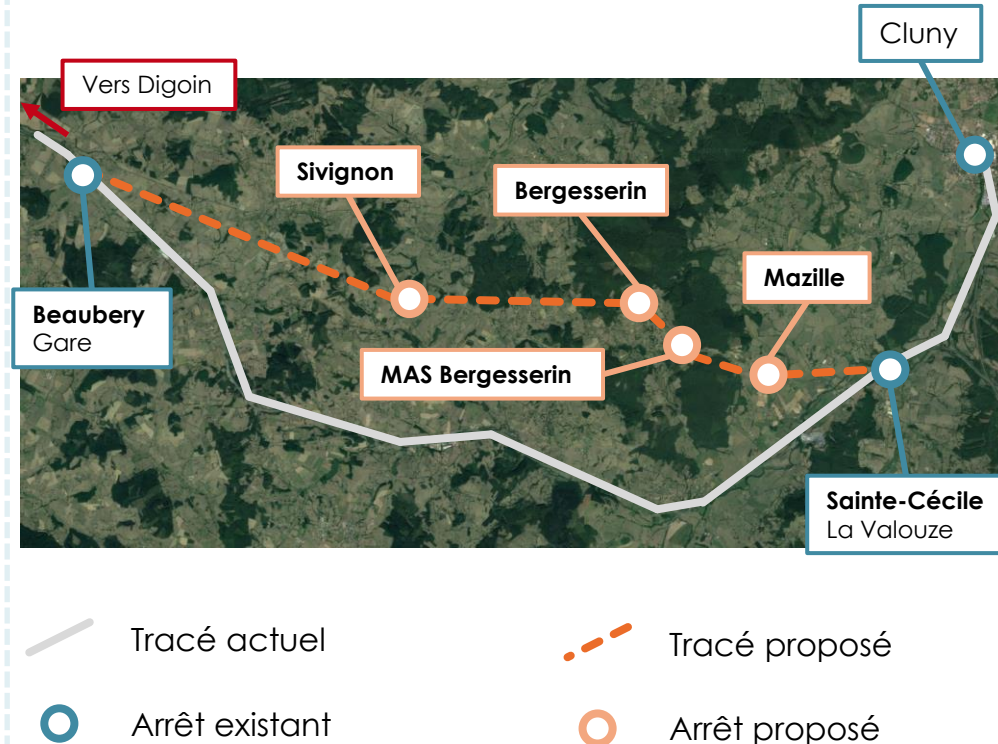 Cluny
Vers Digoin
Sivignon
Bergesserin
Mazille
Beaubery
Gare
MAS Bergesserin
Sainte-Cécile
La Valouze
Tracé actuel
Tracé proposé
Arrêt existant
Arrêt proposé